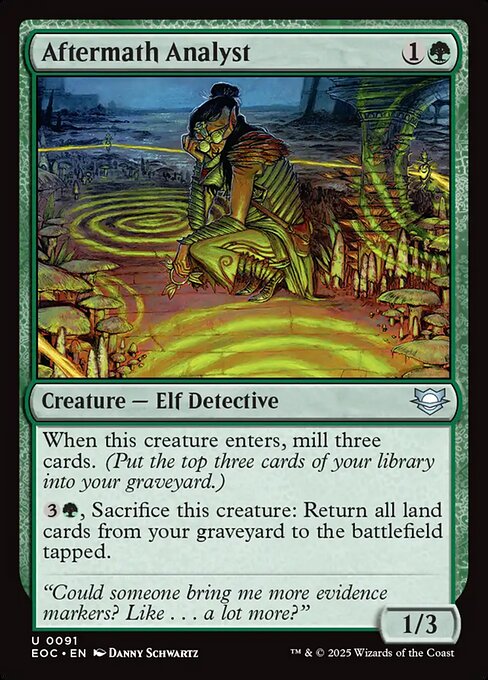 Aftermath Analyst 1
Creature — Elf Detective
When this creature enters, mill three
cards. (Put the top three cards of your library
into your graveyard.)
3, Sacrifice this creature: Return all land
cards from your graveyard to the battlefield
tapped.
“Could someone bring me more evidence
markers? Like . . . a lot more?”
1/3
U 0091
EOC • EN Danny Schwartz
™ & © 2025 Wizards of the Coast